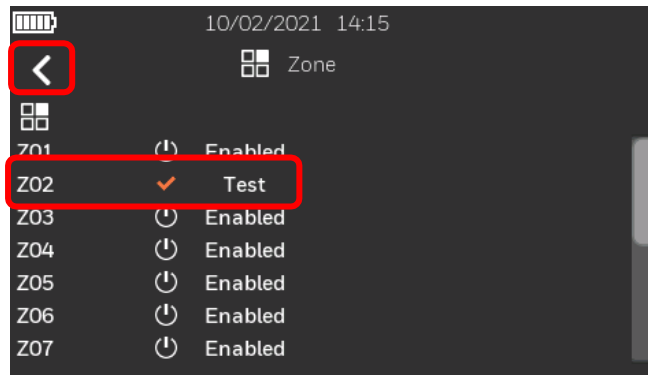 10/02/2021 14:15
Zone
Z01 Enabled
Z02 Test
Z03 Enabled
Z04 Enabled
Z05 Enabled
Z06 Enabled
Z07 Enabled